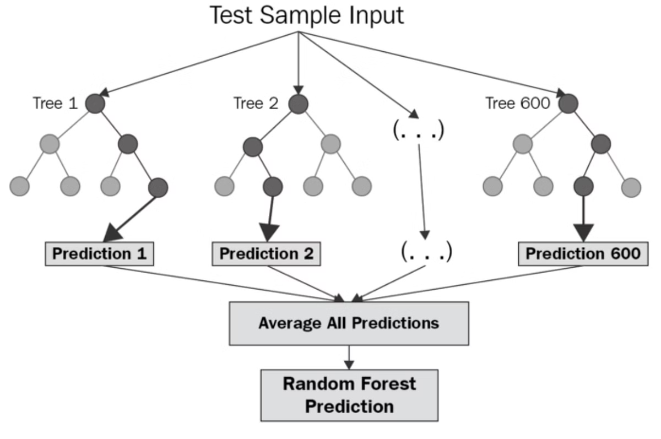 Test Sample Input
Tree 1
Tree 2
(. . .)
Tree 600
Prediction 1
Prediction 2
(. . .)
Prediction 600
Average All Predictions
Random Forest
Prediction